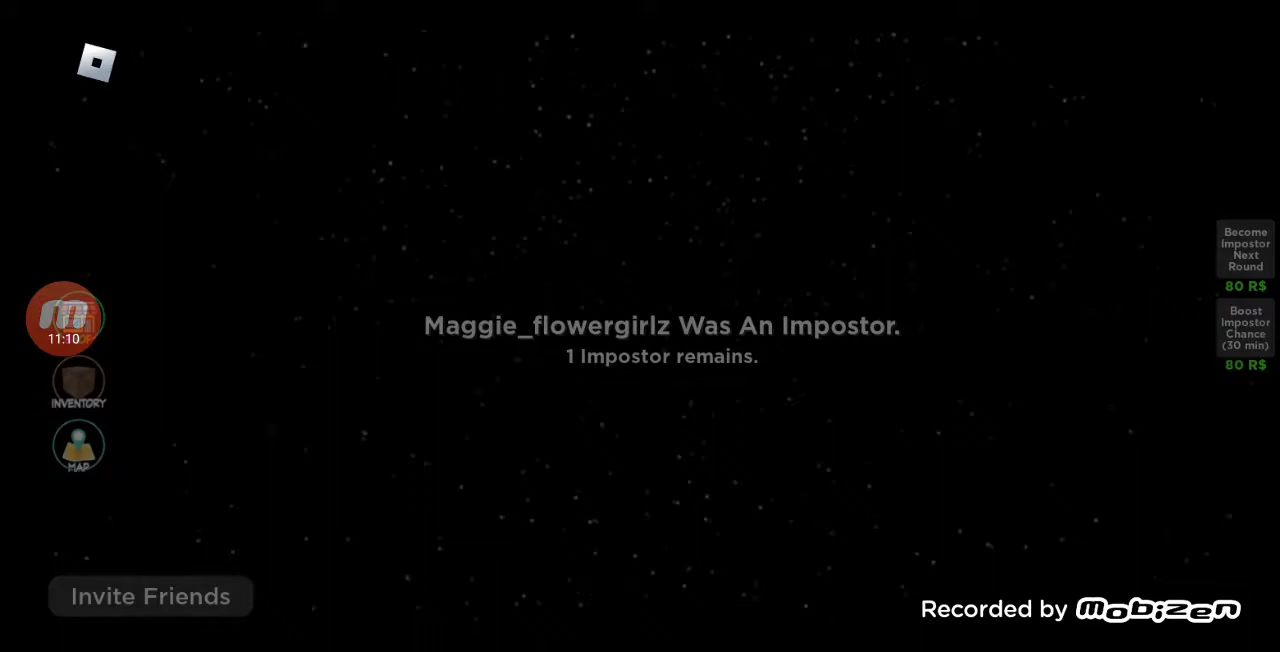 Become
Impostor
Next
Round
80 R$
Maggie_flowergirlz Was An Impostor.
1 Impostor remains.
Boost
Impostor
Chance
(30 min)
80 R$
11:10
INVENTORY
MAP
Invite Friends
Recorded by mobizen